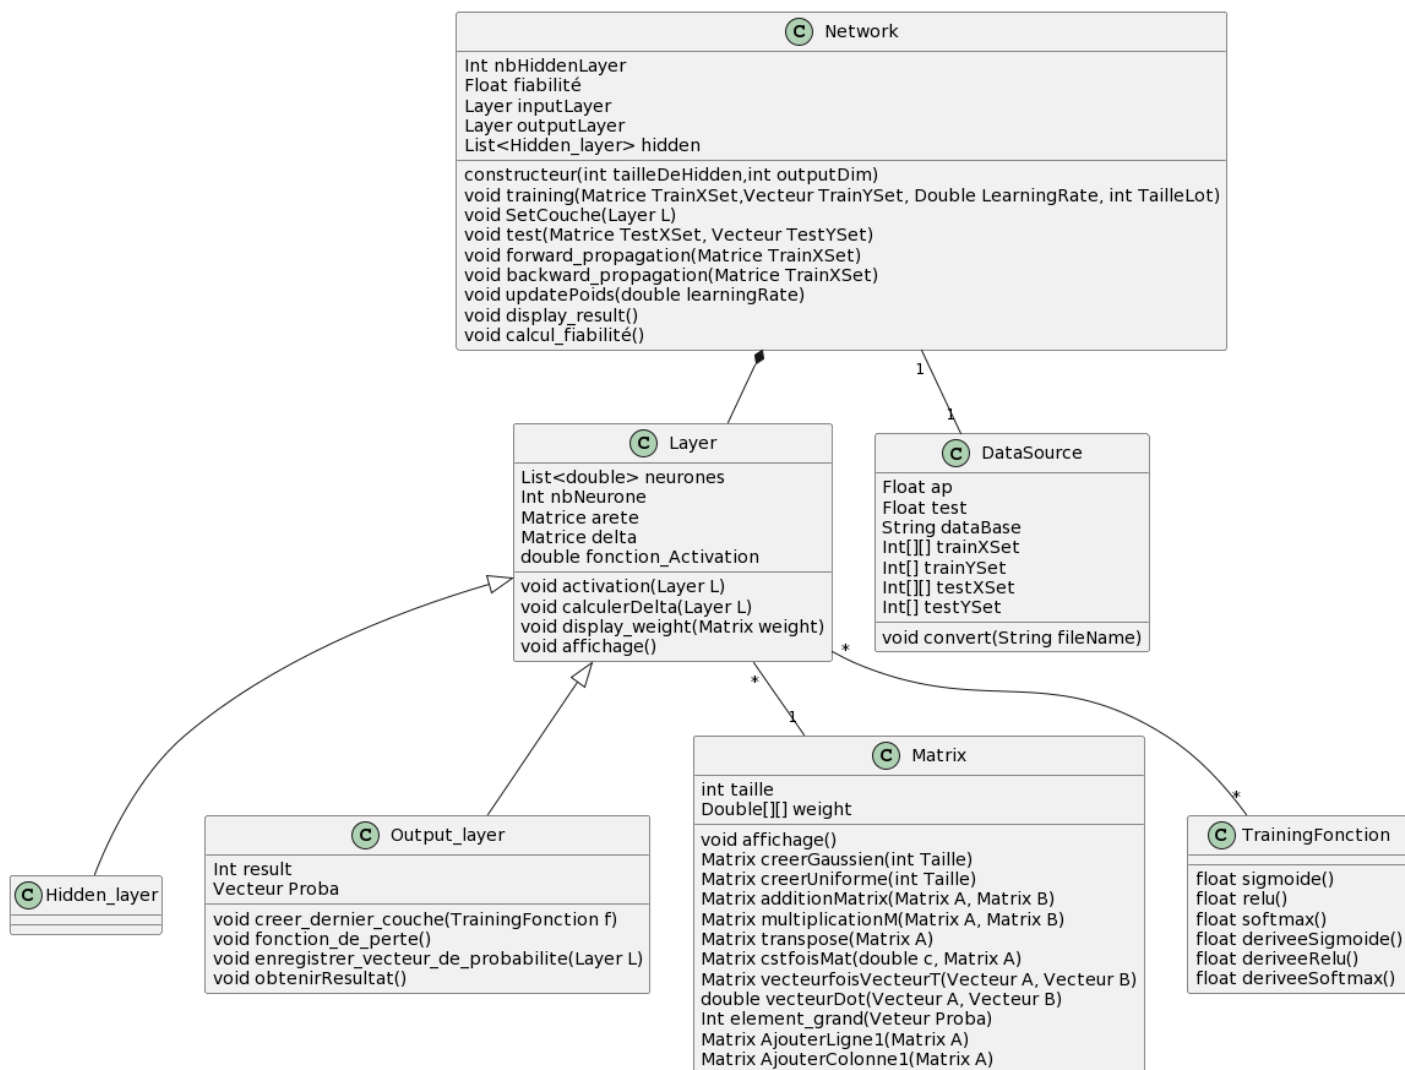 C Network
Int nbHiddenLayer
Float fiabilité
Layer inputLayer
Layer outputLayer
List<Hidden_layer> hidden
constructeur(int tailleDeHidden,int outputDim)
void training(Matrice TrainXSet,Vecteur TrainYSet, Double LearningRate, int TailleLot)
void SetCouche(Layer L)
void test(Matrice TestXSet, Vecteur TestYSet)
void forward_propagation(Matrice TrainXSet)
void backward_propagation(Matrice TrainXSet)
void updatePoids(double learningRate)
void display_result()
void calcul_fiabilité()
1
1
C Layer
List<double> neurones
Int nbNeurone
Matrice arete
Matrice delta
double fonction_Activation
void activation(Layer L)
void calculerDelta(Layer L)
void display_weight(Matrix weight)
void affichage()
C DataSource
Float ap
Float test
String dataBase
Int[][] trainXSet
Int[] trainYSet
Int[][] testXSet
Int[] testYSet
void convert(String fileName)
*
*
1
*
C Hidden_layer
C Output_layer
Int result
Vecteur Proba
void creer_dernier_couche(TrainingFonction f)
void fonction_de_perte()
void enregistrer_vecteur_de_probabilite(Layer L)
void obtenirResultat()
C Matrix
int taille
Double[][] weight
void affichage()
Matrix creerGaussien(int Taille)
Matrix creerUniforme(int Taille)
Matrix additionMatrix(Matrix A, Matrix B)
Matrix multiplicationM(Matrix A, Matrix B)
Matrix transpose(Matrix A)
Matrix cstfoisMat(double c, Matrix A)
Matrix vecteurfoisVecteurT(Vecteur A, Vecteur B)
double vecteurDot(Vecteur A, Vecteur B)
Int element_grand(Veteur Proba)
Matrix AjouterLigne1(Matrix A)
Matrix AjouterColonne1(Matrix A)
C TrainingFonction
float sigmoide()
float relu()
float softmax()
float deriveeSigmoide()
float deriveeRelu()
float deriveeSoftmax()